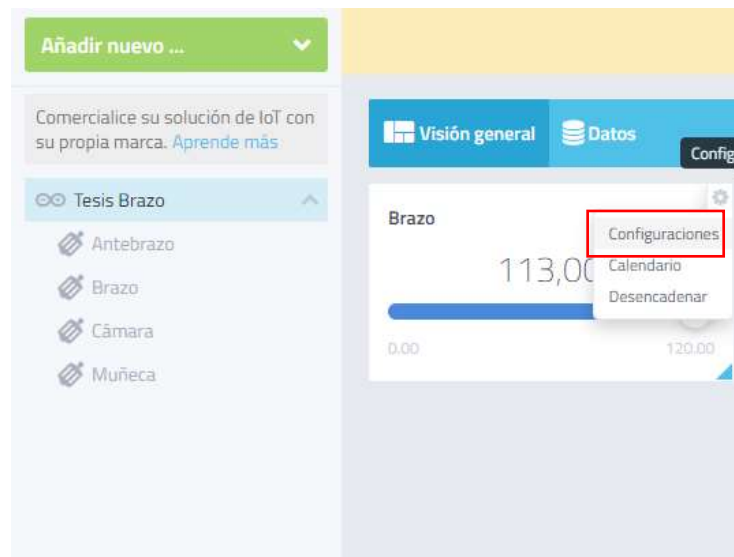 Añadir nuevo ...
Comercialice su solución de IoT con
su propia marca. Aprende más
Tesis Brazo
Antebrazo
Brazo
Cámara
Muñeca
Visión general
Datos
Config
Brazo
113,00
Configuraciones
Calendario
Desencadenar
0.00
120.00